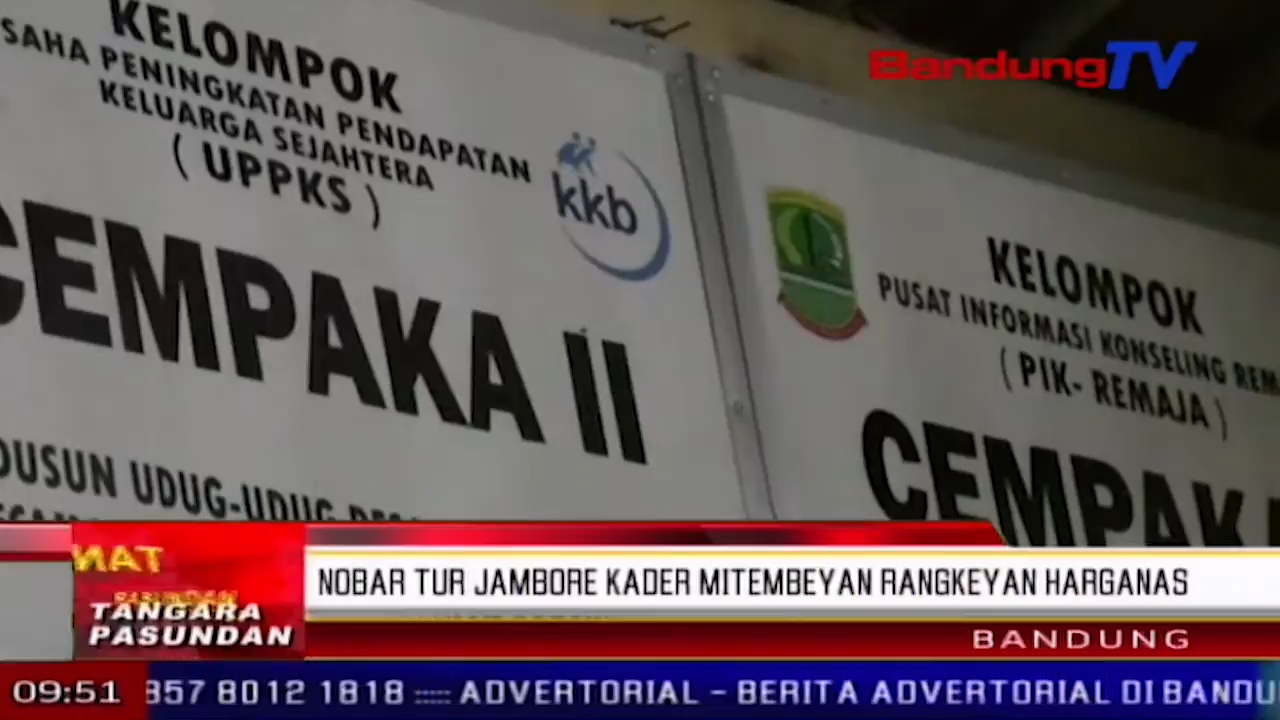 BandungTV
KELOMPOK
SAHA PENINGKATAN PENDAPATAN
KELUARGA SEJAHTERA
( UPPKS )
kkb
CEMPAKA II
DUSUN UDUG-UDUG
KELOMPOK
PUSAT INFORMASI KONSELING REM
( PIK- REMAJA )
CEMPAKA
NAT
TANGARA
PASUNDAN
NOBAR TUR JAMBORE KADER MITEMBEYAN RANGKEYAN HARGANAS
BANDUNG
09:51
857 8012 1818 ::::: ADVERTORIAL - BERITA ADVERTORIAL DI BANDU